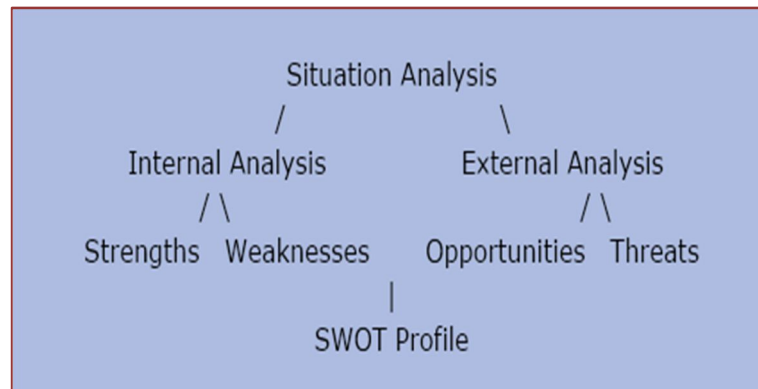 Situation Analysis
/ \
Internal Analysis External Analysis
/ \ / \
Strengths Weaknesses Opportunities Threats
|
SWOT Profile